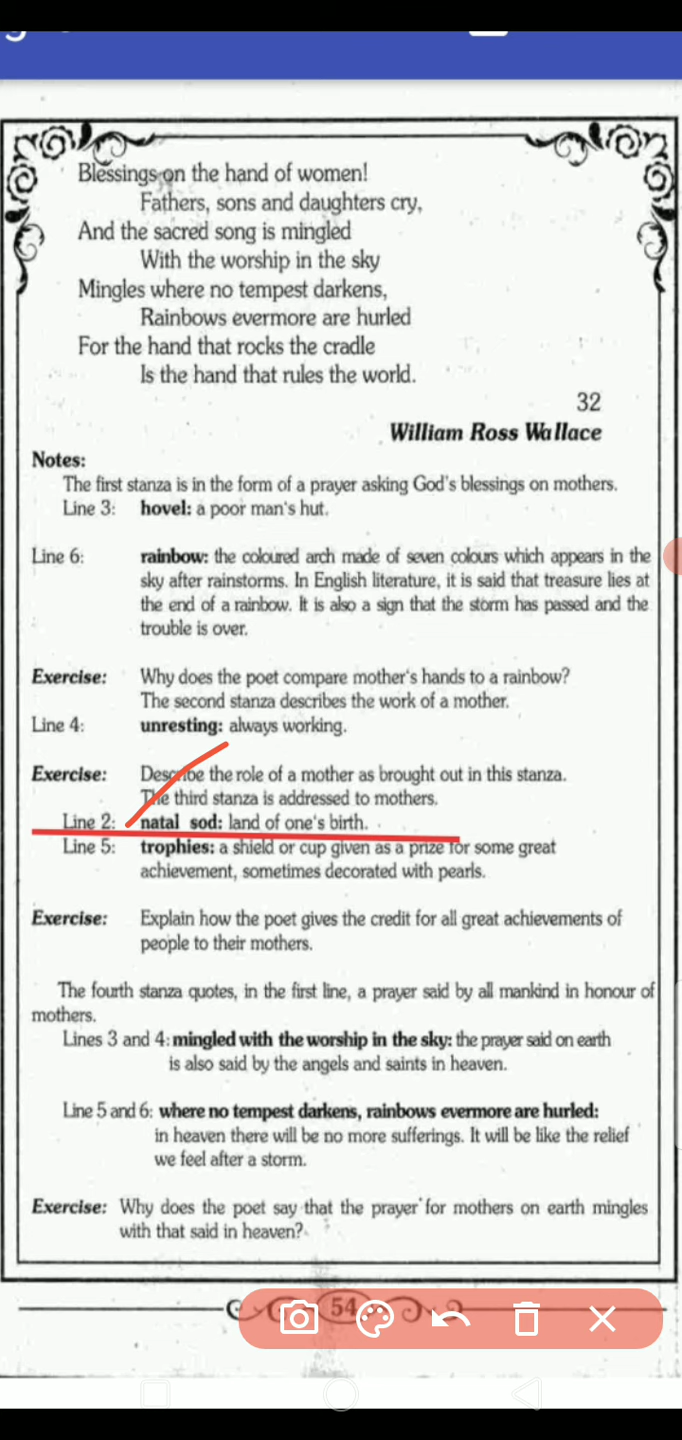 Blessings on the hand of women!
Fathers, sons and daughters cry,
And the sacred song is mingled
With the worship in the sky
Mingles where no tempest darkens,
Rainbows evermore are hurled
For the hand that rocks the cradle
Is the hand that rules the world.
32
William Ross Wallace
Notes:
The first stanza is in the form of a prayer asking God's blessings on mothers.
Line 3: hovel: a poor man's hut.
Line 6: rainbow: the coloured arch made of seven colours which appears in the
sky after rainstorms. In English literature, it is said that treasure lies at
the end of a rainbow. It is also a sign that the storm has passed and the
trouble is over.
Exercise: Why does the poet compare mother's hands to a rainbow?
The second stanza describes the work of a mother.
Line 4: unresting: always working.
Exercise: Describe the role of a mother as brought out in this stanza.
The third stanza is addressed to mothers.
Line 2: natal sod: land of one's birth.
Line 5: trophies: a shield or cup given as a prize for some great
achievement, sometimes decorated with pearls.
Exercise: Explain how the poet gives the credit for all great achievements of
people to their mothers.
The fourth stanza quotes, in the first line, a prayer said by all mankind in honour of
mothers.
Lines 3 and 4: mingled with the worship in the sky: the prayer said on earth
is also said by the angels and saints in heaven.
Line 5 and 6: where no tempest darkens, rainbows evermore are hurled:
in heaven there will be no more sufferings. It will be like the relief
we feel after a storm.
Exercise: Why does the poet say that the prayer for mothers on earth mingles
with that said in heaven?
54